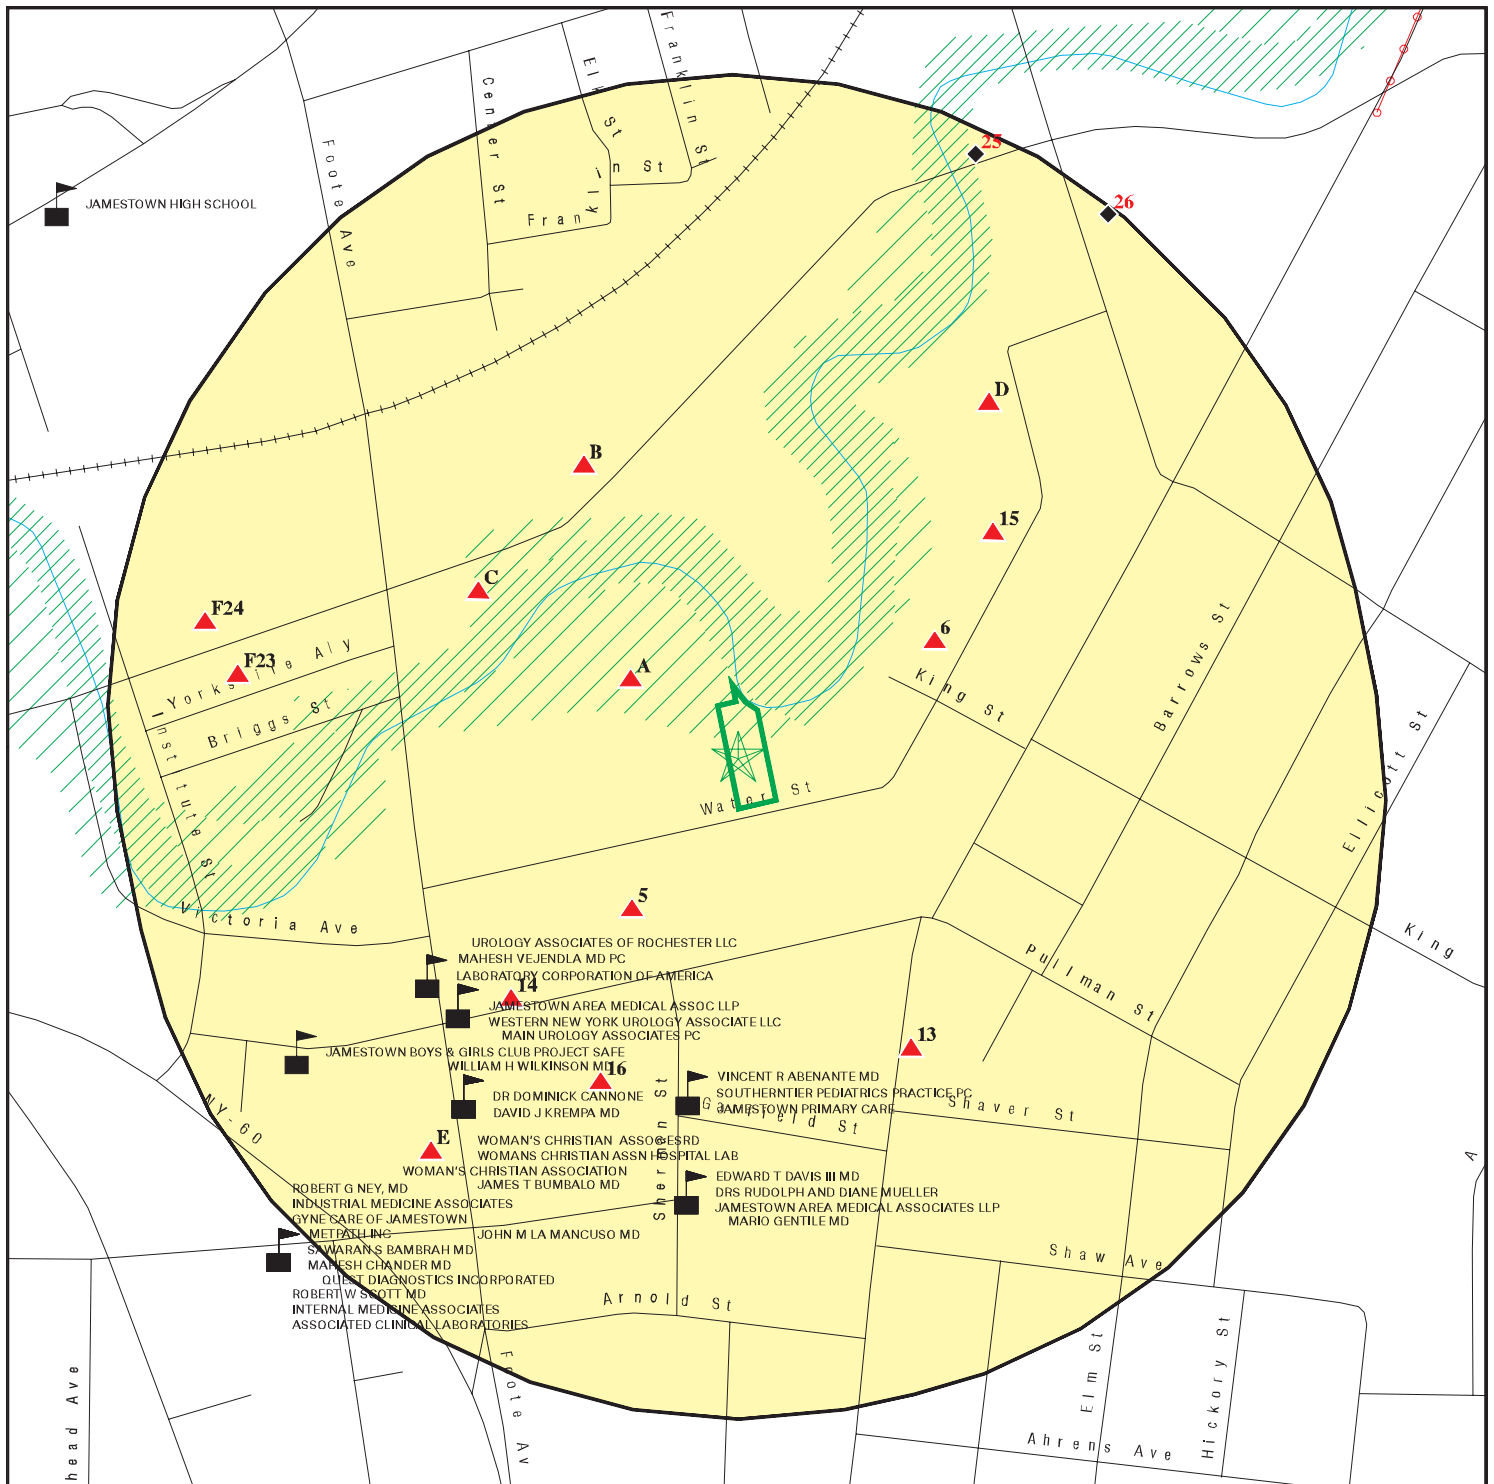 Franklin St
Elk St
Center St
Foote Ave
25
in St
Frankl
26
JAMESTOWN HIGH SCHOOL
D
B
15
C
F24
6
A
F23
Yorkshire Aly
King St
Barrows St
Briggs St
Institute St
Ellicott St
Water St
5
Victoria Ave
King
UROLOGY ASSOCIATES OF ROCHESTER LLC
MAHESH VEJENDLA MD PC
LABORATORY CORPORATION OF AMERICA
Pullman St
14
JAMESTOWN AREA MEDICAL ASSOC LLP
WESTERN NEW YORK UROLOGY ASSOCIATE LLC
MAIN UROLOGY ASSOCIATES PC
13
JAMESTOWN BOYS & GIRLS CLUB PROJECT SAFE
WILLIAM H WILKINSON MD
16
VINCENT R ABENANTE MD
DR DOMINICK CANNONE
SOUTHERNTIER PEDIATRICS PRACTICE,PC
DAVID J KREMPA MD
JAMESTOWN PRIMARY CARE
Garfield St
Shaver St
NY-60
Sherman St
E
WOMAN'S CHRISTIAN ASSOC-ESRD
WOMANS CHRISTIAN ASSN HOSPITAL LAB
A
WOMAN'S CHRISTIAN ASSOCIATION
JAMES T BUMBALO MD
EDWARD T DAVIS III MD
DRS RUDOLPH AND DIANE MUELLER
JAMESTOWN AREA MEDICAL ASSOCIATES LLP
MARIO GENTILE MD
ROBERT G NEY, MD
INDUSTRIAL MEDICINE ASSOCIATES
GYNE CARE OF JAMESTOWN
METPATH INC
JOHN M LA MANCUSO MD
SAWARAN S BAMBRAH MD
MAHESH CHANDER MD
QUEST DIAGNOSTICS INCORPORATED
ROBERT W SCOTT MD
INTERNAL MEDICINE ASSOCIATES
ASSOCIATED CLINICAL LABORATORIES
Shaw Ave
Arnold St
Foote Av
Elm St
Hickory St
head Ave
Ahrens Ave